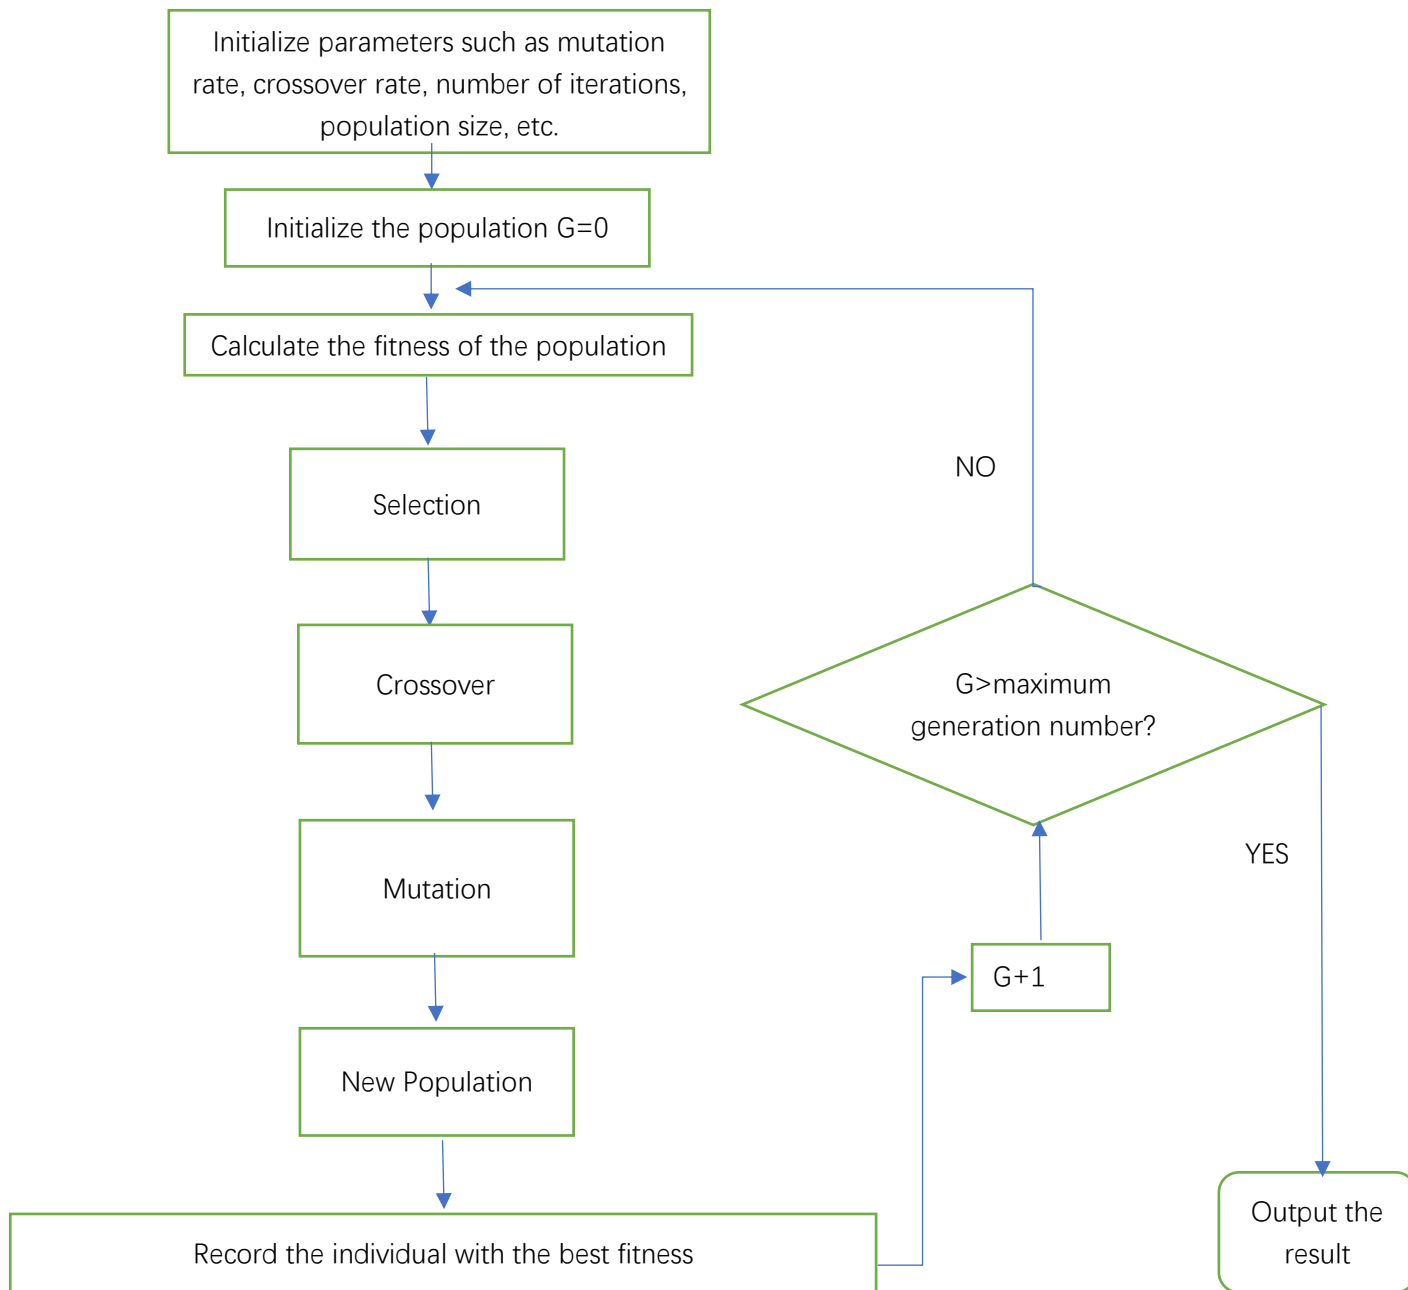 Initialize parameters such as mutation
rate, crossover rate, number of iterations,
population size, etc.
Initialize the population G=0
Calculate the fitness of the population
Selection
NO
Crossover
G>maximum
generation number?
Mutation
YES
G+1
New Population
Record the individual with the best fitness
Output the
result